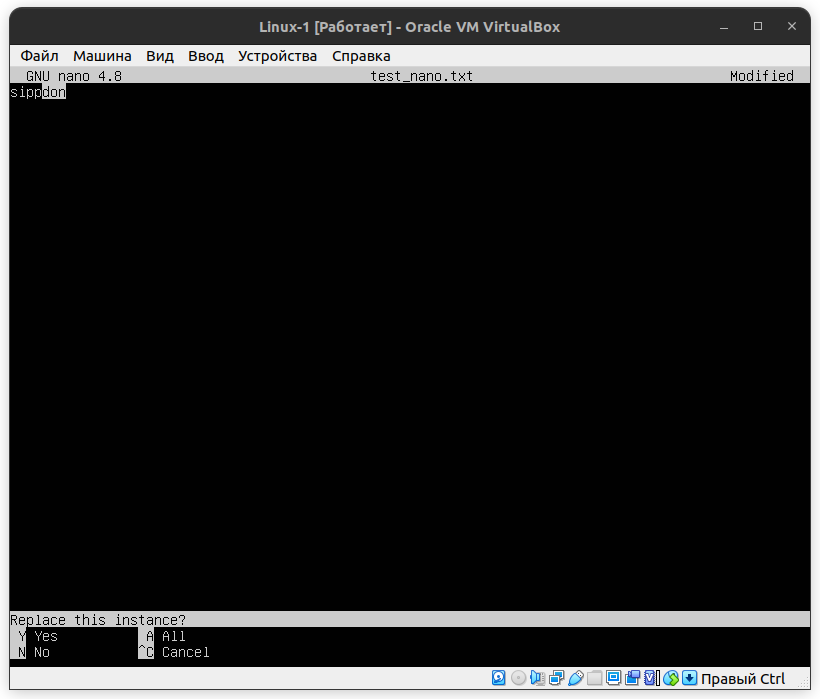 Linux-1 [Работает] - Oracle VM VirtualBox
Файл Машина Вид Ввод Устройства Справка
GNU nano 4.8 test_nano.txt Modified
sippdon
Replace this instance?
Y Yes A All
N No ^C Cancel
Правый Ctrl